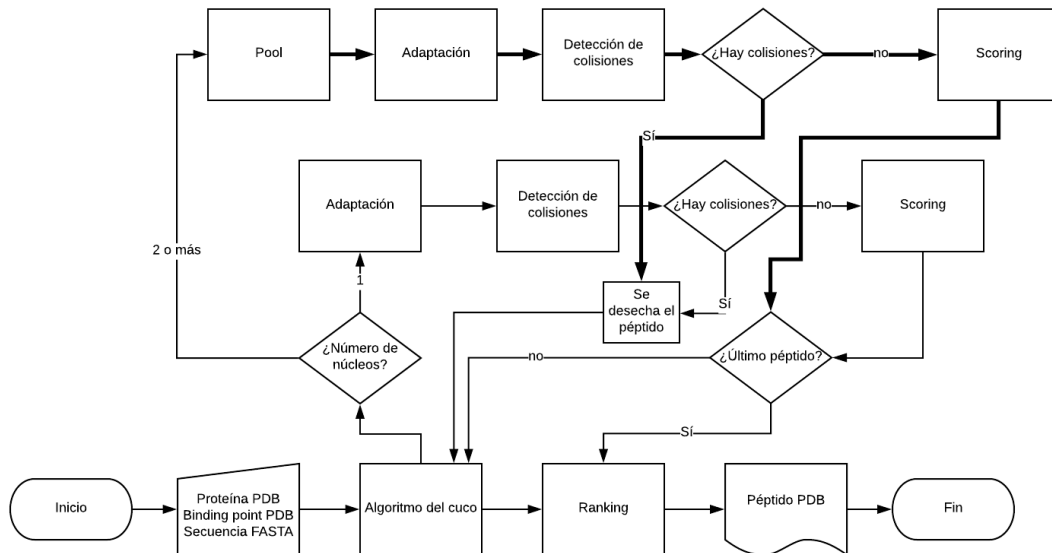 Pool
Adaptación
Detección de
colisiones
¿Hay colisiones?
no
Scoring
Sí
Adaptación
Detección de
colisiones
¿Hay colisiones?
no
Scoring
2 o más
1
Se
desecha el
péptido
Sí
¿Número de
núcleos?
no
¿Último péptido?
Sí
Inicio
Proteína PDB
Binding point PDB
Secuencia FASTA
Algoritmo del cuco
Ranking
Péptido PDB
Fin